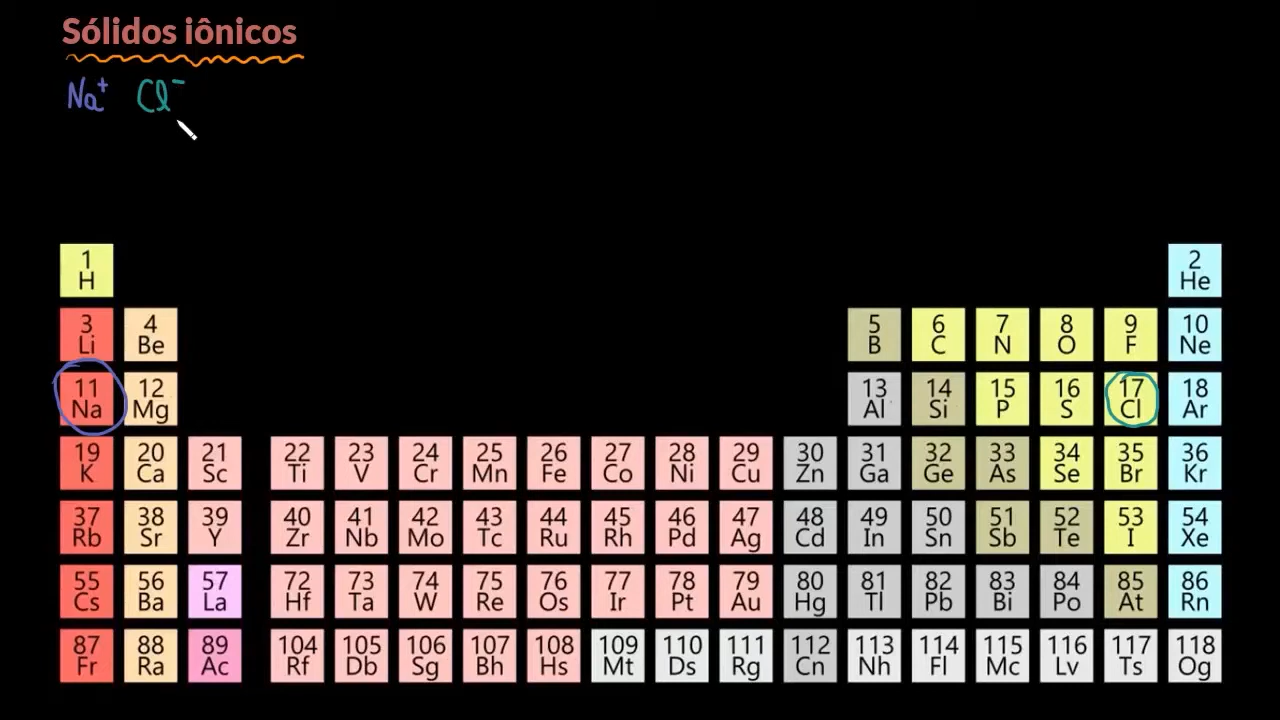 Sólidos iônicos
Na⁺ Cl⁻
1 2
H He
3 4 5 6 7 8 9 10
Li Be B C N O F Ne
11 12 13 14 15 16 17 18
Na Mg Al Si P S Cl Ar
19 20 21 22 23 24 25 26 27 28 29 30 31 32 33 34 35 36
K Ca Sc Ti V Cr Mn Fe Co Ni Cu Zn Ga Ge As Se Br Kr
37 38 39 40 41 42 43 44 45 46 47 48 49 50 51 52 53 54
Rb Sr Y Zr Nb Mo Tc Ru Rh Pd Ag Cd In Sn Sb Te I Xe
55 56 57 72 73 74 75 76 77 78 79 80 81 82 83 84 85 86
Cs Ba La Hf Ta W Re Os Ir Pt Au Hg Tl Pb Bi Po At Rn
87 88 89 104 105 106 107 108 109 110 111 112 113 114 115 116 117 118
Fr Ra Ac Rf Db Sg Bh Hs Mt Ds Rg Cn Nh Fl Mc Lv Ts Og